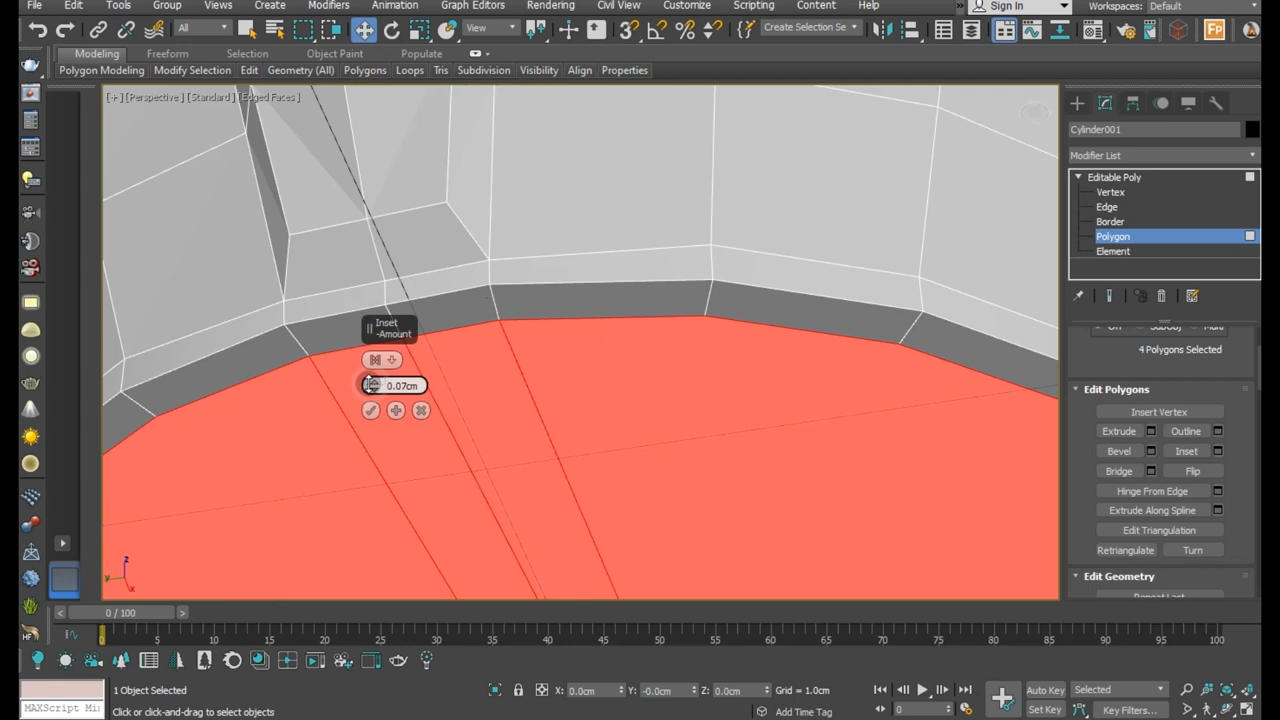 File Edit Tools Group Views Create Modifiers Animation Graph Editors Rendering Civil View Customize Scripting Content Help » Sign In Workspaces: Default
All View Create Selection Se
Modeling Freeform Selection Object Paint Populate
Polygon Modeling Modify Selection Edit Geometry (All) Polygons Loops Tris Subdivision Visibility Align Properties
[ + ] [Perspective ] [Standard ] [Edged Faces ]
Cylinder001
Modifier List
Editable Poly
Vertex
Edge
Border
Polygon
Element
4 Polygons Selected
Inset
-Amount
0.07cm
Edit Polygons
Insert Vertex
Extrude Outline
Bevel Inset
Bridge Flip
Hinge From Edge
Extrude Along Spline
Edit Triangulation
Retriangulate Turn
Edit Geometry
z
y
x
< 0 / 100 >
0 5 10 15 20 25 30 35 40 45 50 55 60 65 70 75 80 85 90 95 100
HF
1 Object Selected X: 0.0cm Y: -0.0cm Z: 0.0cm Grid = 1.0cm Auto Key Selected
MAXScript Mi Click or click-and-drag to select objects Add Time Tag 0 Set Key Key Filters...